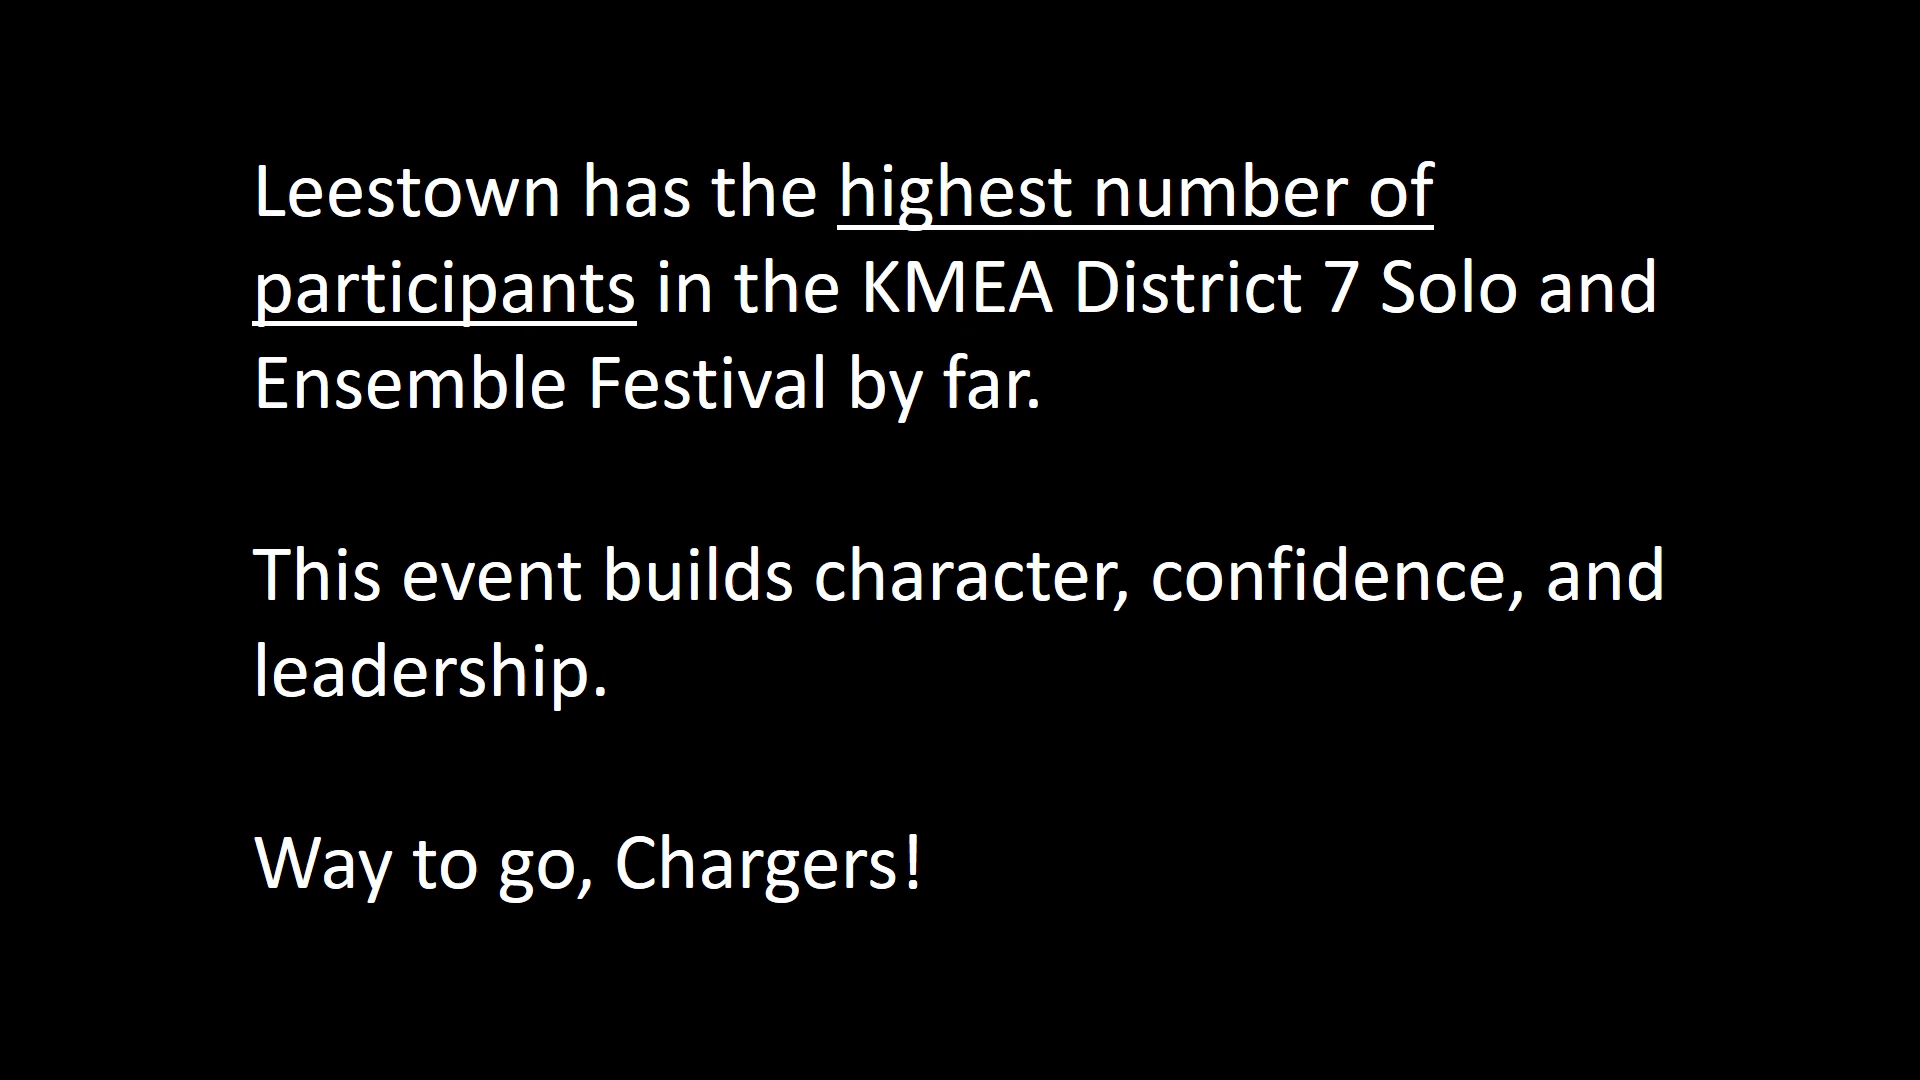 Leestown has the highest number of
participants in the KMEA District 7 Solo and
Ensemble Festival by far.
This event builds character, confidence, and
leadership.
Way to go, Chargers!